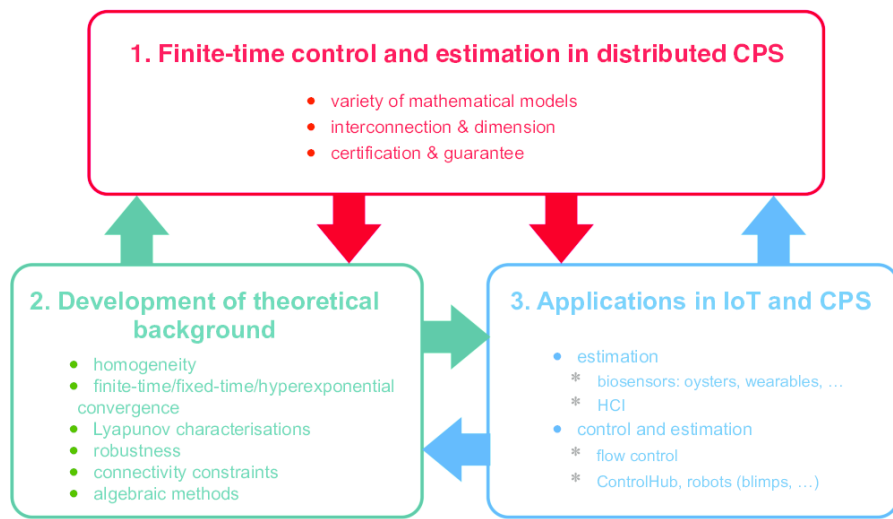 1. Finite-time control and estimation in distributed CPS
• variety of mathematical models
• interconnection & dimension
• certification & guarantee
2. Development of theoretical
background
• homogeneity
• finite-time/fixed-time/hyperexponential
convergence
• Lyapunov characterisations
• robustness
• connectivity constraints
• algebraic methods
3. Applications in IoT and CPS
• estimation
* biosensors: oysters, wearables, …
* HCI
• control and estimation
* flow control
* ControlHub, robots (blimps, …)